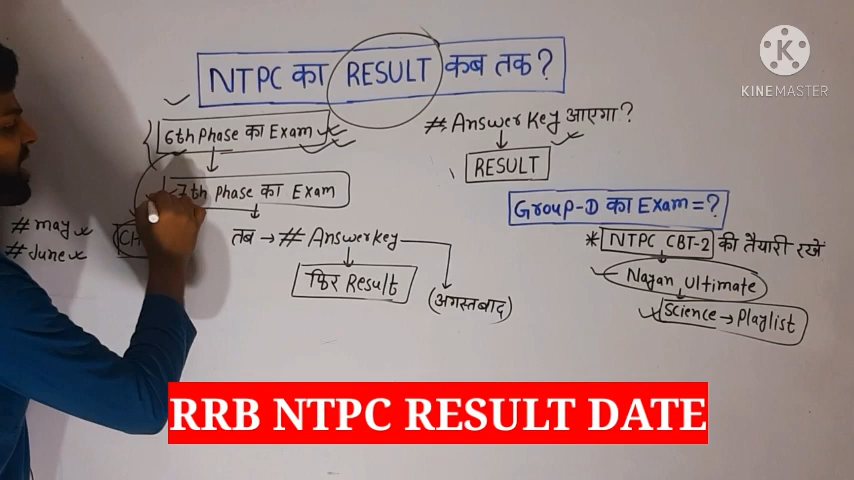 NTPC का RESULT कब तक?
KINEMASTER
6th Phase का Exam
# Answer Key आएगा?
RESULT
7th Phase का Exam
Group-D का Exam=?
# may
# June
तब → # Answer Key
* NTPC CBT-2 की तैयारी रखें
फिर Result
(अगस्तबाद)
Nayan Ultimate
Science → Playlist
RRB NTPC RESULT DATE